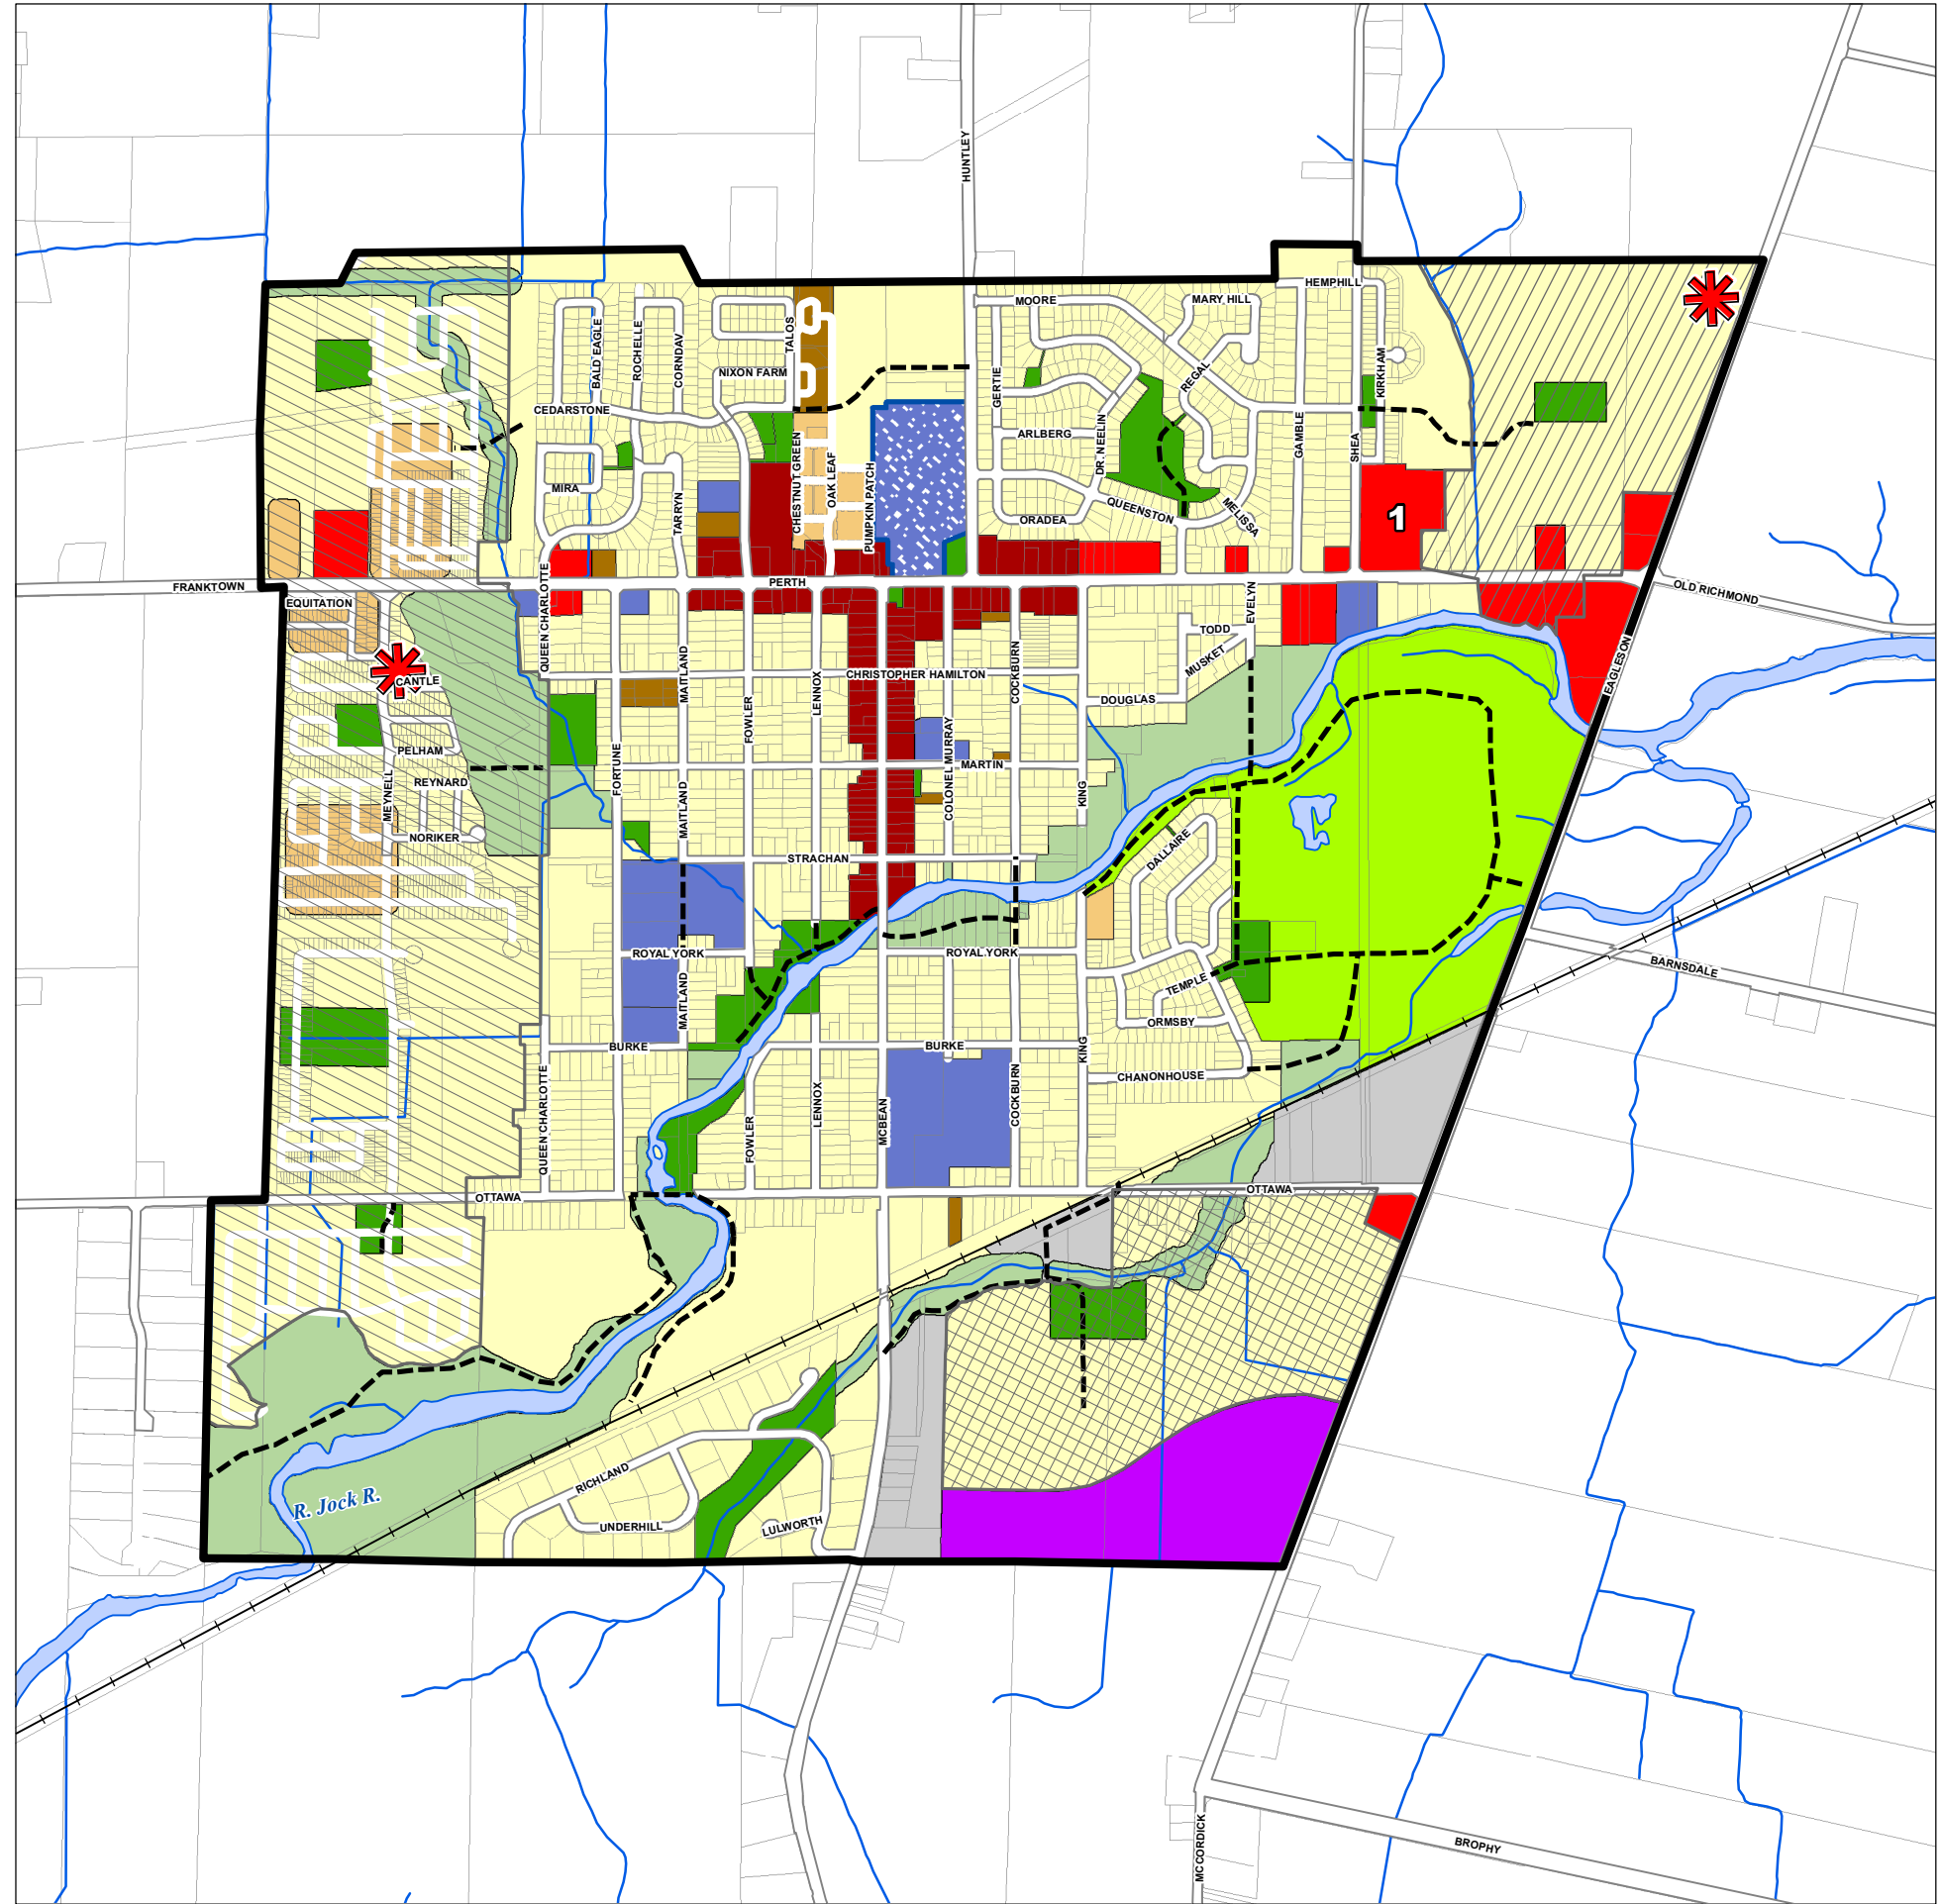 HUNTLEY
MOORE
MARY HILL
HEMPHILL
TALOS
BALD EAGLE
ROCHELLE
CORNDAV
NIXON FARM
GERTIE
REGAL
KIRKHAM
CEDARSTONE
ARLBERG
DR. NEELIN
GAMBLE
SHEA
CHESTNUT GREEN
OAK LEAF
PUMPKIN PATCH
MIRA
TARRYN
ORADEA
QUEENSTON
MELISSA
1
FRANKTOWN
PERTH
OLD RICHMOND
EQUITATION
QUEEN CHARLOTTE
EVELYN
TODD
MUSKET
EAGLESON
CANTLE
MAITLAND
LENNOX
CHRISTOPHER HAMILTON
COCKBURN
DOUGLAS
FOWLER
PELHAM
REYNARD
MEYNELL
FORTUNE
COLONEL MURRAY
MARTIN
KING
MAITLAND
NORIKER
STRACHAN
DALLAIRE
ROYAL YORK
ROYAL YORK
BARNSDALE
TEMPLE
MAITLAND
ORMSBY
BURKE
BURKE
KING
CHANONHOUSE
QUEEN CHARLOTTE
FOWLER
LENNOX
MCBEAN
COCKBURN
OTTAWA
OTTAWA
R. Jock R.
RICHLAND
UNDERHILL
LULWORTH
MCCORDICK
BROPHY